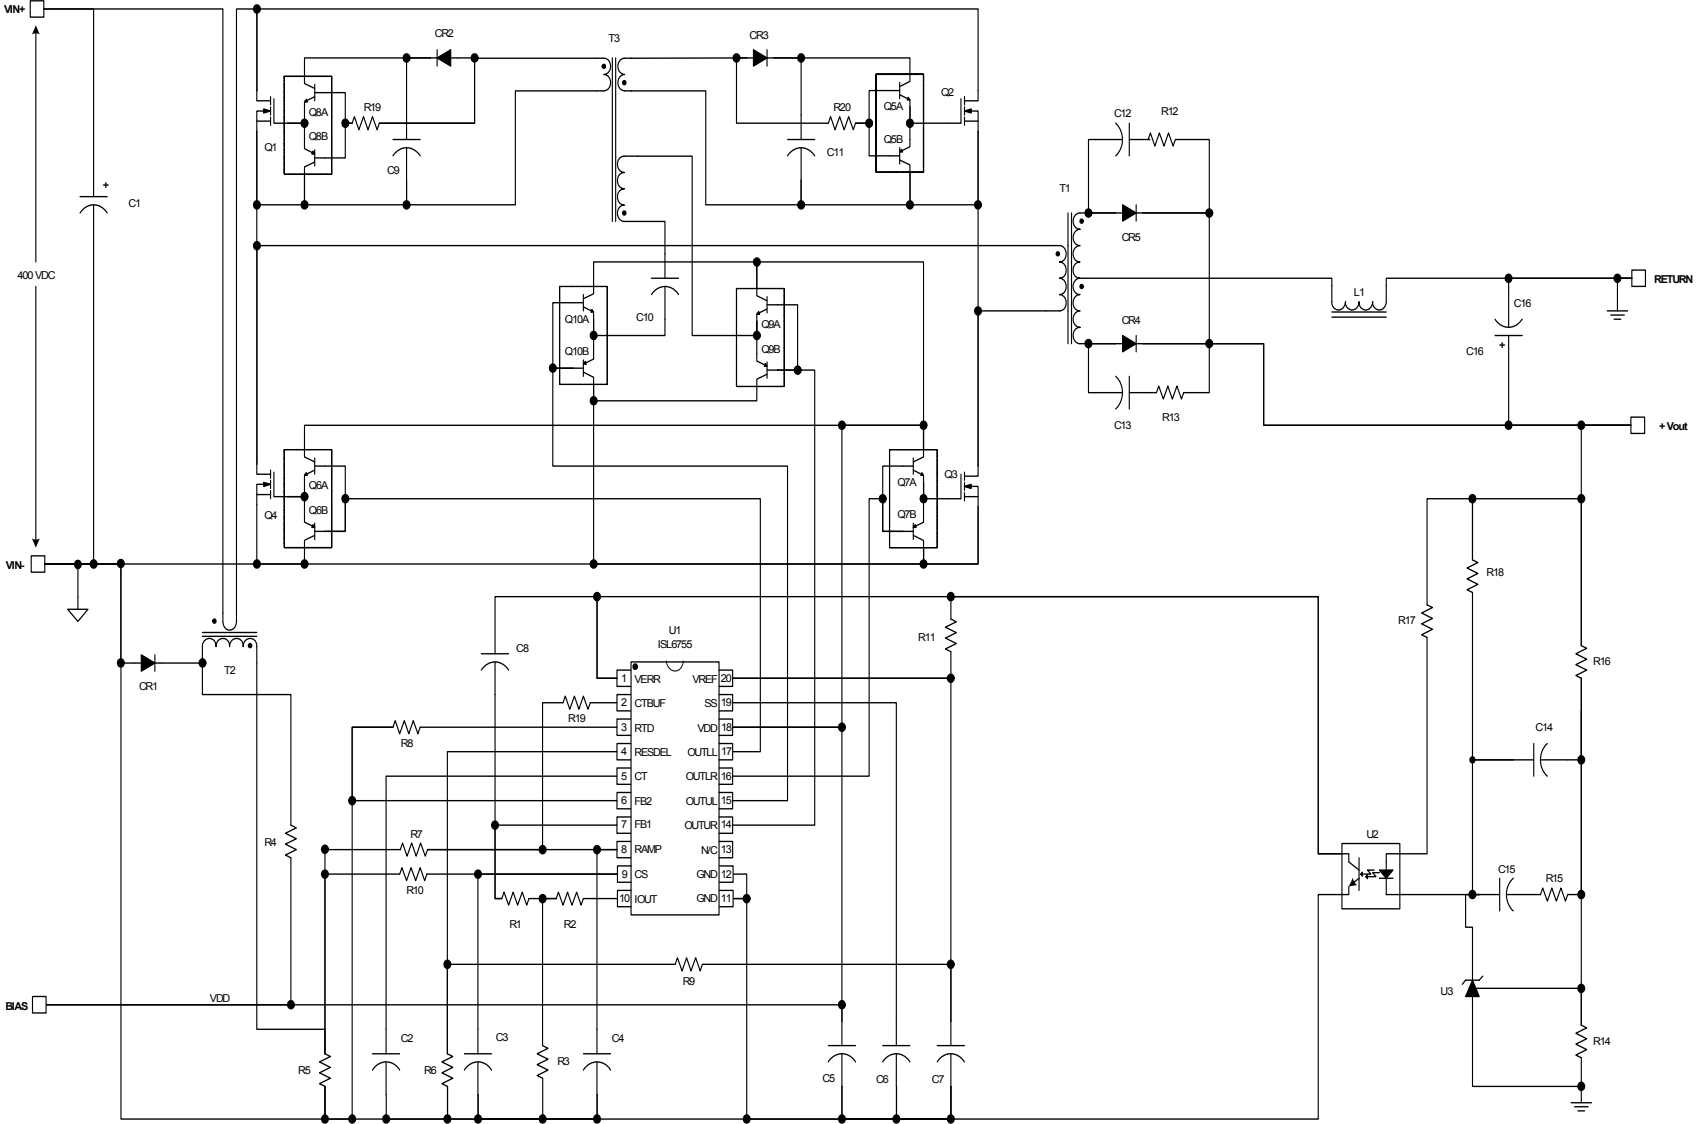 VIN+
CR2
T3
CR3
Q8A
R19
Q8B
Q1
C9
R20
C11
Q5A
Q5B
Q2
C12
R12
+
C1
T1
CR5
400 VDC
Q10A
C10
Q10B
Q9A
Q9B
CR4
L1
RETURN
C16
C16
+
C13
R13
+ Vout
Q6A
Q6B
Q4
Q7A
Q7B
Q3
VIN-
R18
R17
R16
T2
CR1
C8
U1
ISL6755
R11
1 VERR VREF 20
2 CTBUF SS 19
3 RTD VDD 18
4 RESDEL OUTLL 17
5 CT OUTLR 16
6 FB2 OUTUL 15
7 FB1 OUTUR 14
8 RAMP N/C 13
9 CS GND 12
10 IOUT GND 11
R19
R8
C14
R4
R7
R10
R1
R2
U2
C15
R15
R9
U3
BIAS
VDD
R5
C2
R6
C3
R3
C4
C5
C6
C7
R14